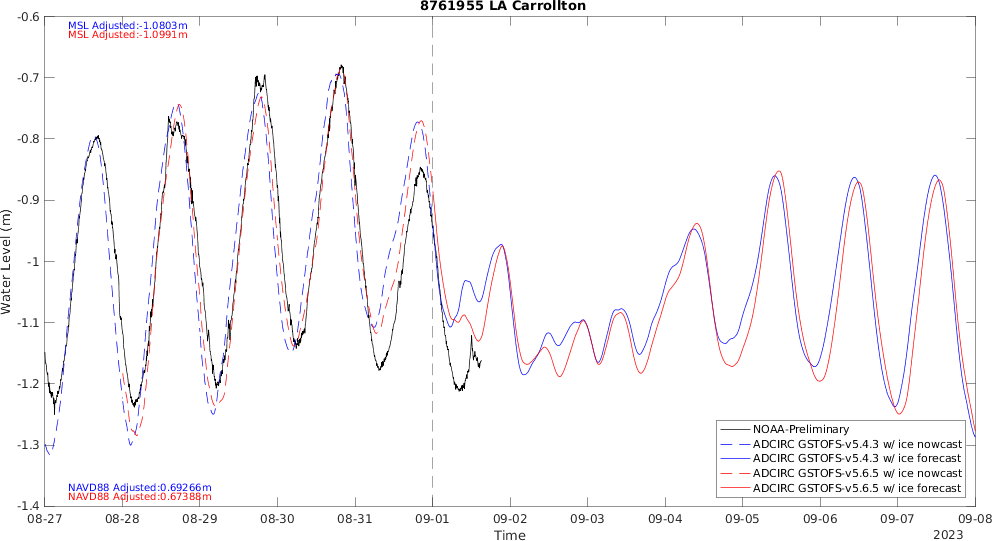 8761955 LA Carrollton
MSL Adjusted:-1.0803m
MSL Adjusted:-1.0991m
-0.6
-0.7
-0.8
-0.9
-1
-1.1
-1.2
-1.3
-1.4
Water Level (m)
NAVD88 Adjusted:0.69266m
NAVD88 Adjusted:0.67388m
NOAA-Preliminary
ADCIRC GSTOFS-v5.4.3 w/ ice nowcast
ADCIRC GSTOFS-v5.4.3 w/ ice forecast
ADCIRC GSTOFS-v5.6.5 w/ ice nowcast
ADCIRC GSTOFS-v5.6.5 w/ ice forecast
08-27 08-28 08-29 08-30 08-31 09-01 09-02 09-03 09-04 09-05 09-06 09-07 09-08
Time
2023